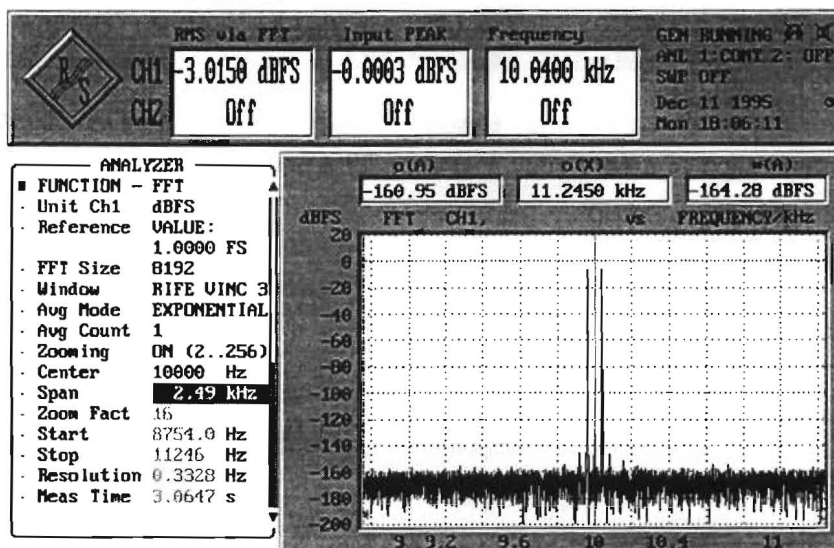 RMS via FFT Input PEAK Frequency
GEN RUNNING
R S CH1 -3.0150 dBFS -0.0003 dBFS 10.0400 kHz
ANL 1:CONT 2: OFF
SWP OFF
CH2 Off Off Off
Dec 11 1995
Mon 18:06:11
ANALYZER
FUNCTION - FFT
Unit Ch1 dBFS
Reference VALUE:
1.0000 FS
FFT Size 8192
Window RIFE VINC 3
Avg Mode EXPONENTIAL
Avg Count 1
Zooming ON (2..256)
Center 10000 Hz
Span 2.49 kHz
Zoom Fact 16
Start 8754.0 Hz
Stop 11246 Hz
Resolution 0.3328 Hz
Meas Time 3.0647 s
o(A) o(X) *(A)
-160.95 dBFS 11.2450 kHz -164.28 dBFS
dBFS FFT CH1, vs FREQUENCY/kHz
20
0
-20
-40
-60
-80
-100
-120
-140
-160
-180
-200
9 9.2 9.6 10 10.4 11